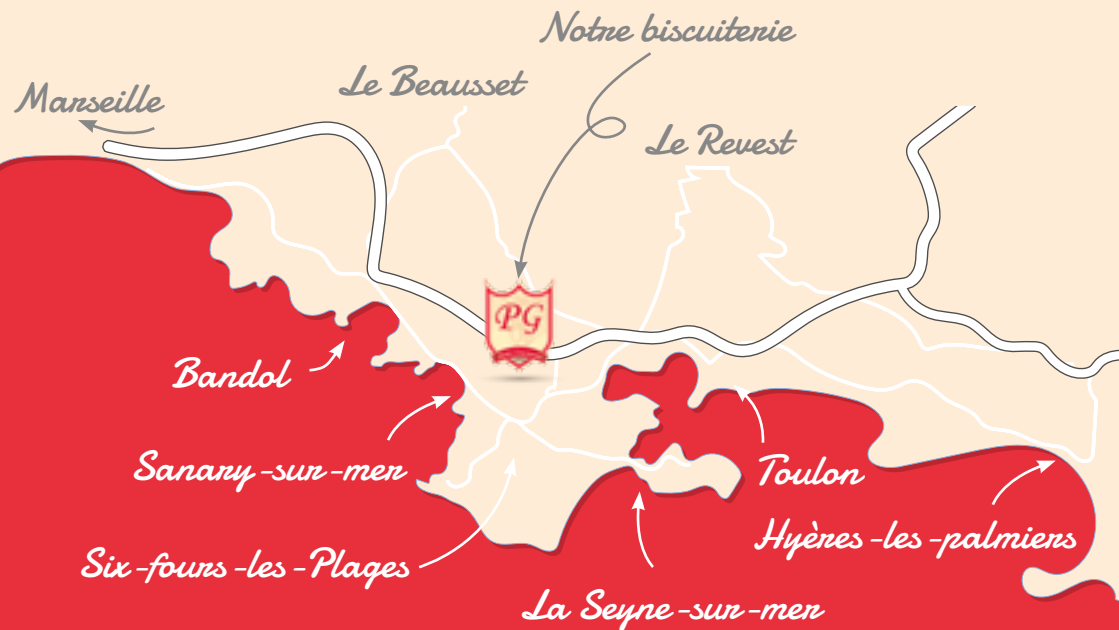 Notre biscuiterie
Le Beausset
Marseille
Le Revest
PG
Bandol
Sanary-sur-mer
Toulon
Hyères-les-palmiers
Six-fours-les-Plages
La Seyne-sur-mer